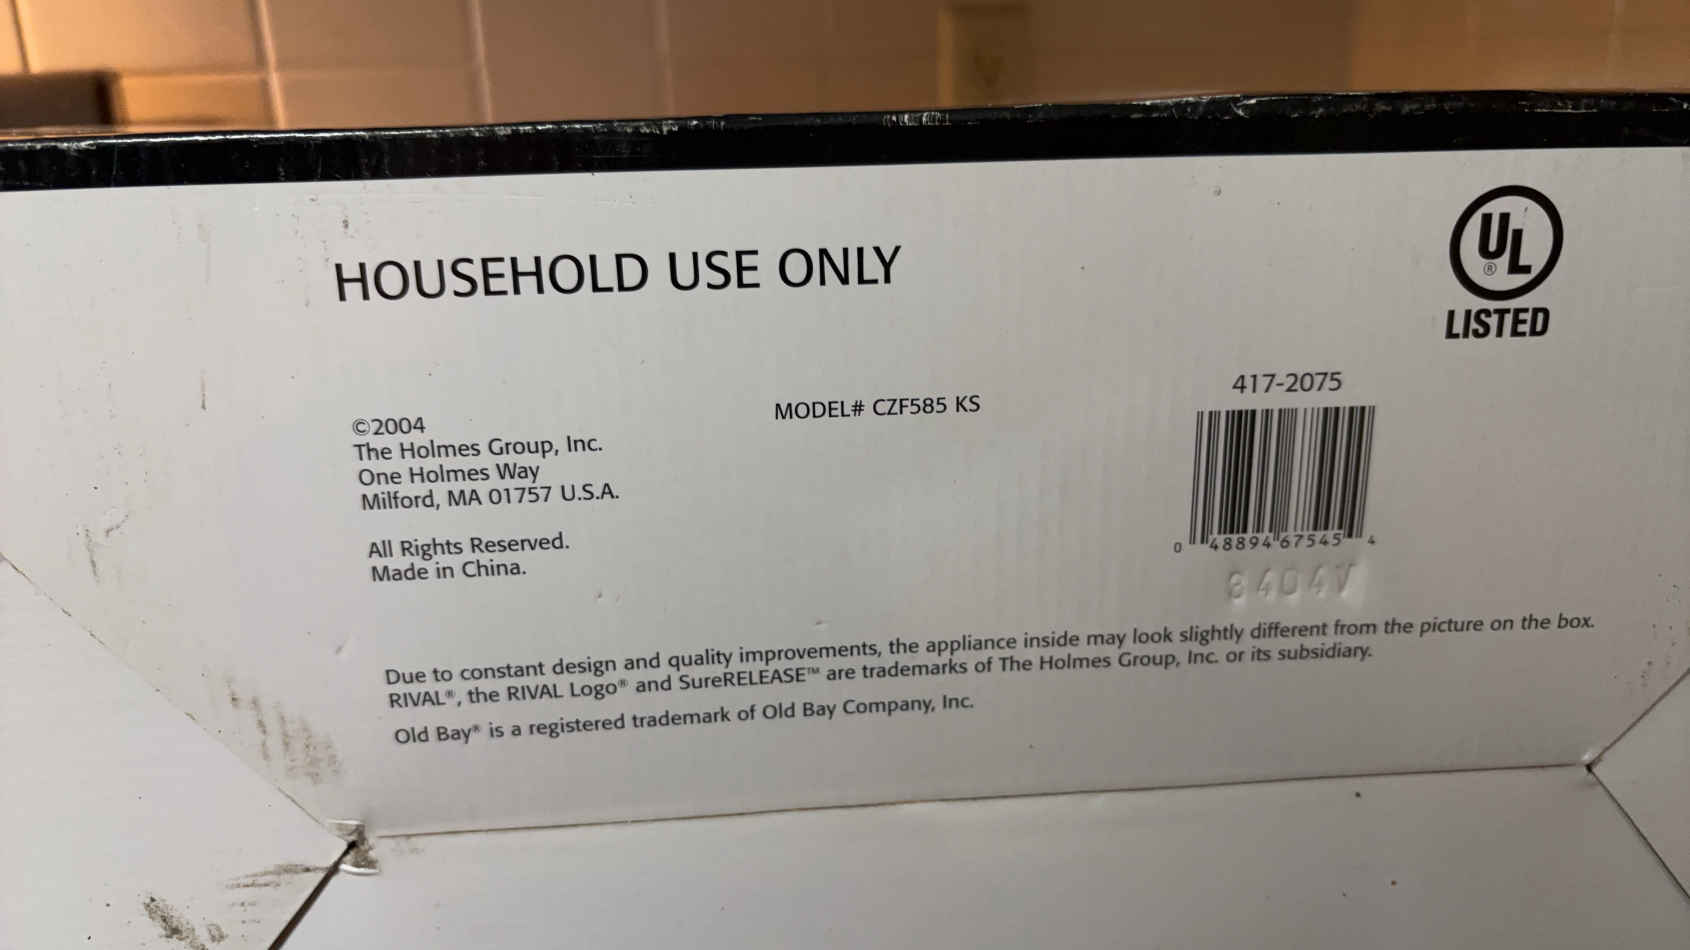 HOUSEHOLD USE ONLY
UL
®
LISTED
©2004
The Holmes Group, Inc.
One Holmes Way
Milford, MA 01757 U.S.A.
All Rights Reserved.
Made in China.
MODEL# CZF585 KS
417-2075
0 48894 67545 4
8404V
Due to constant design and quality improvements, the appliance inside may look slightly different from the picture on the box.
RIVAL®, the RIVAL Logo® and SureRELEASE™ are trademarks of The Holmes Group, Inc. or its subsidiary.
Old Bay® is a registered trademark of Old Bay Company, Inc.